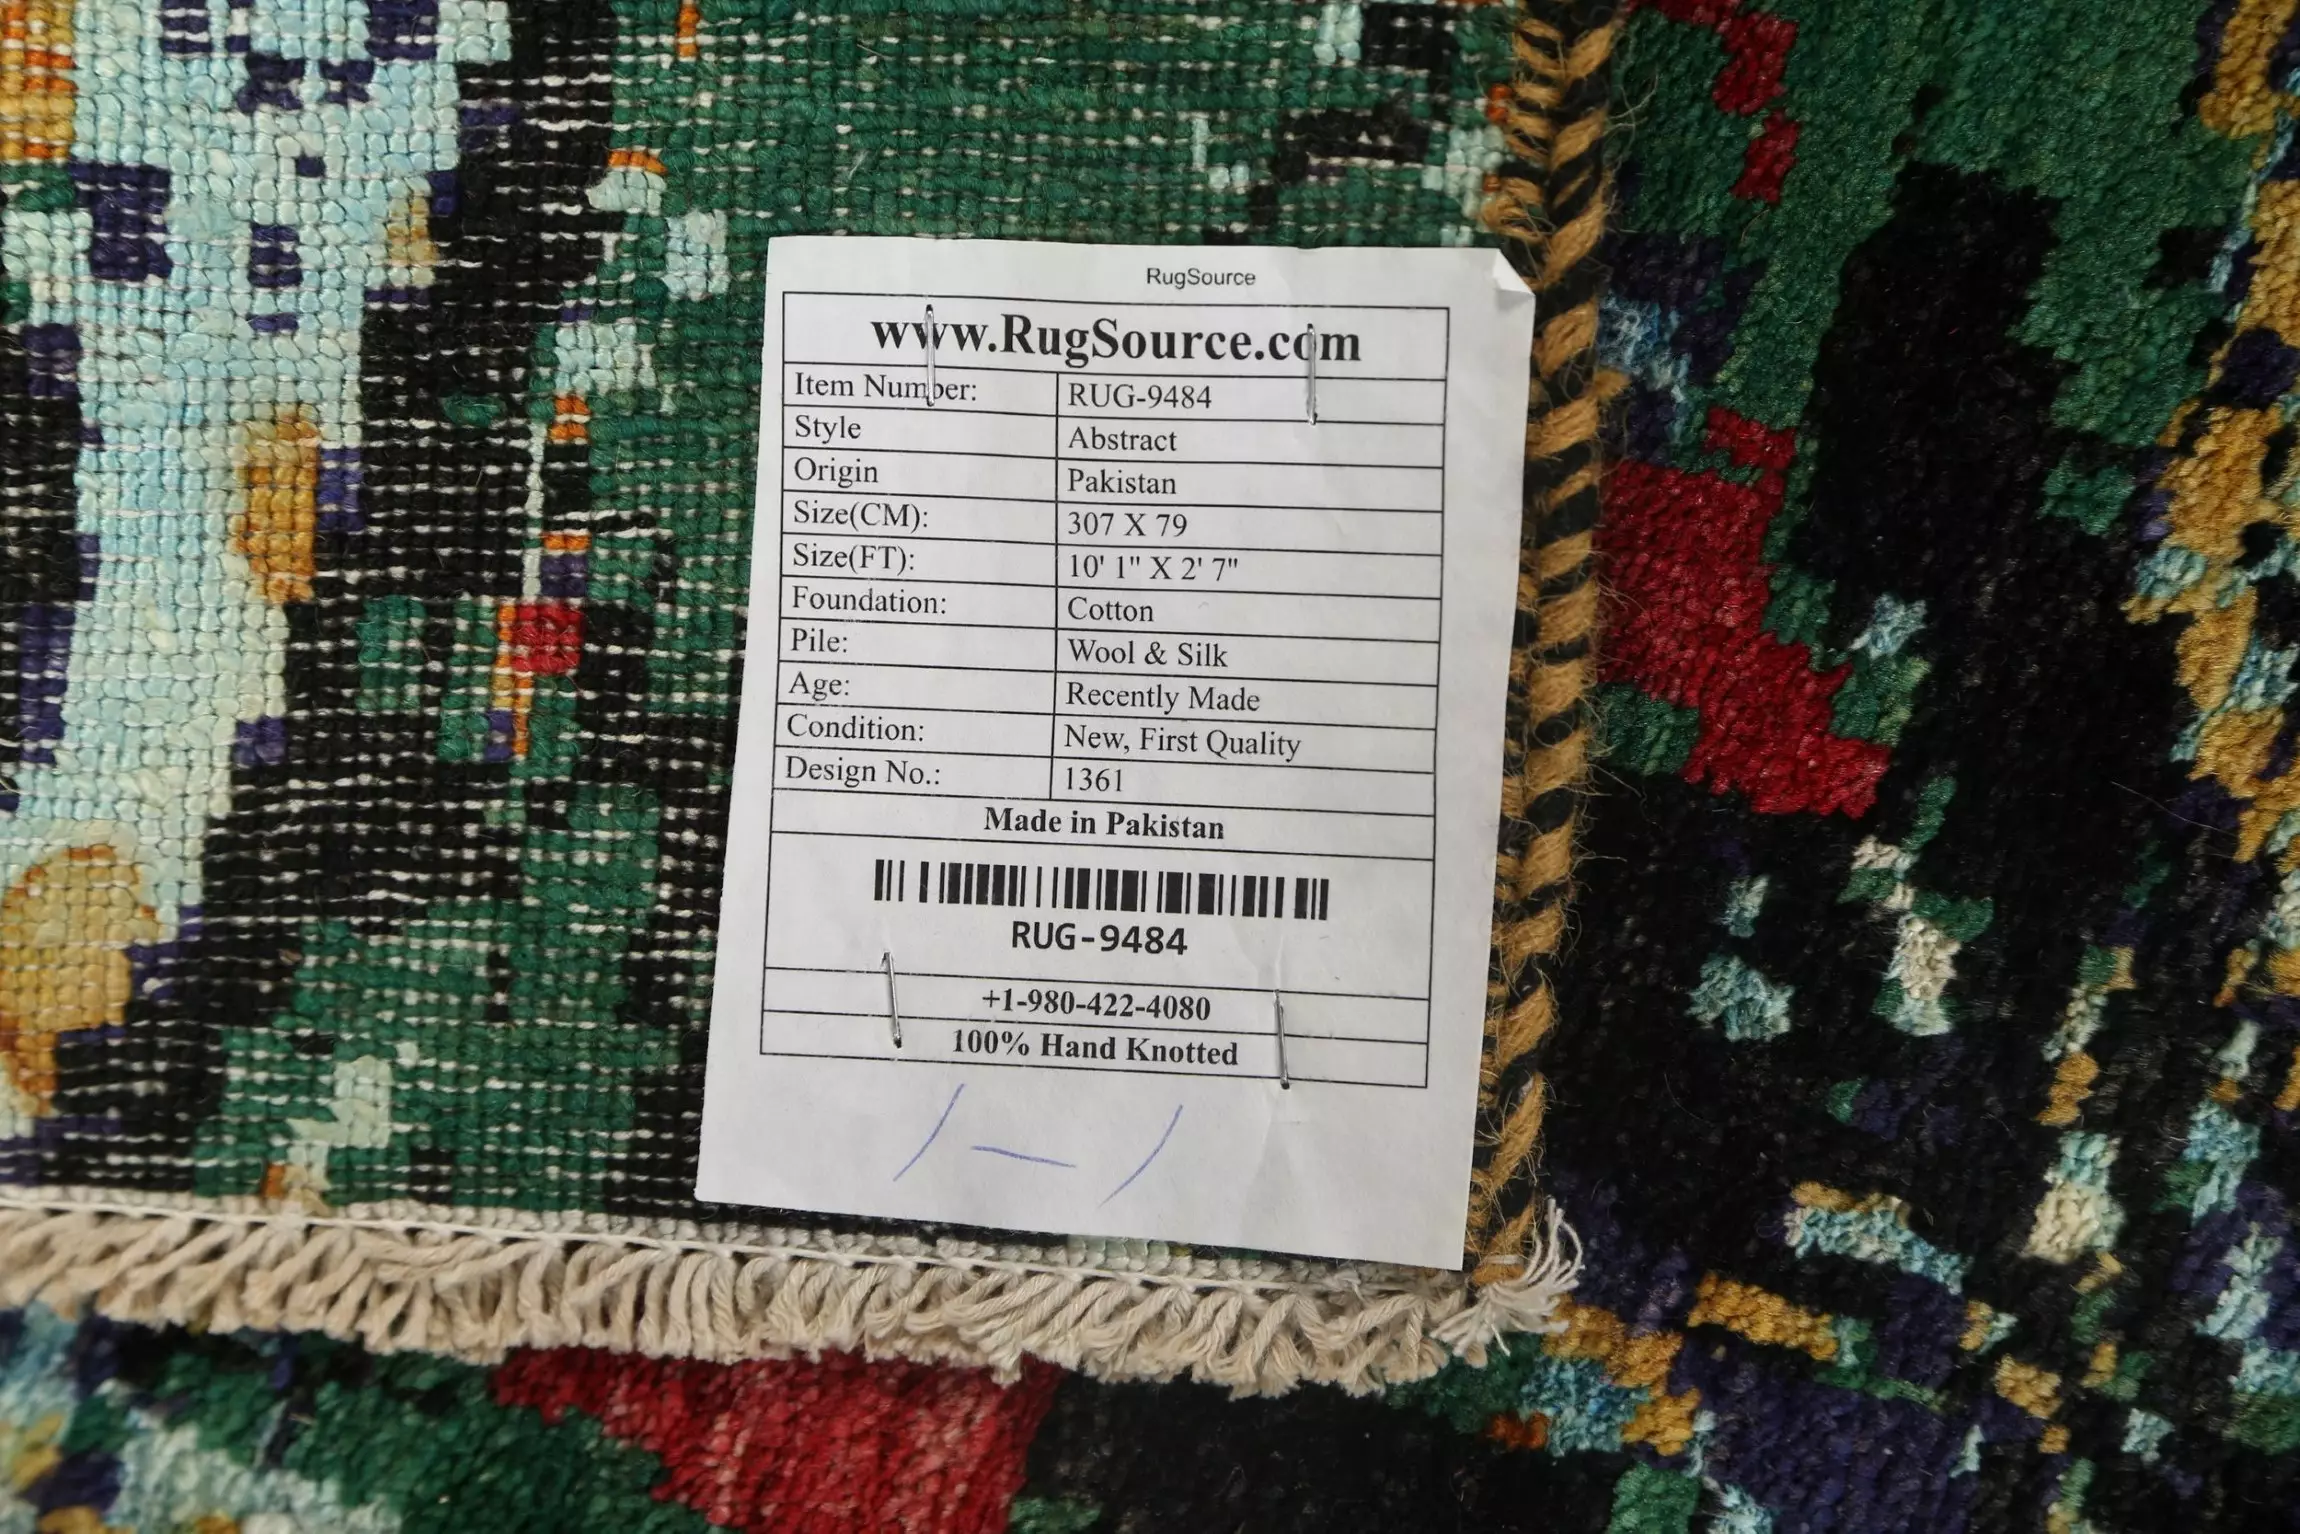 RugSource
www.RugSource.com
Item Number: RUG-9484
Style Abstract
Origin Pakistan
Size(CM): 307 X 79
Size(FT): 10' 1" X 2' 7"
Foundation: Cotton
Pile: Wool & Silk
Age: Recently Made
Condition: New, First Quality
Design No.: 1361
Made in Pakistan
RUG-9484
+1-980-422-4080
100% Hand Knotted